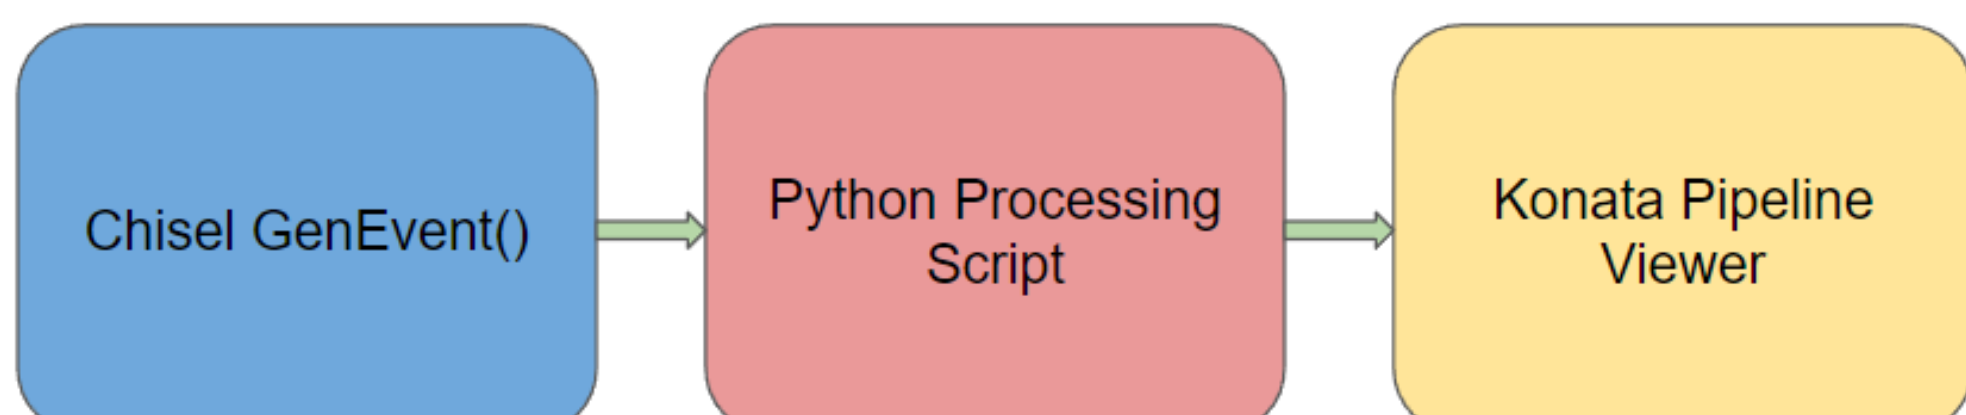 Chisel GenEvent()
Python Processing
Script
Konata Pipeline
Viewer